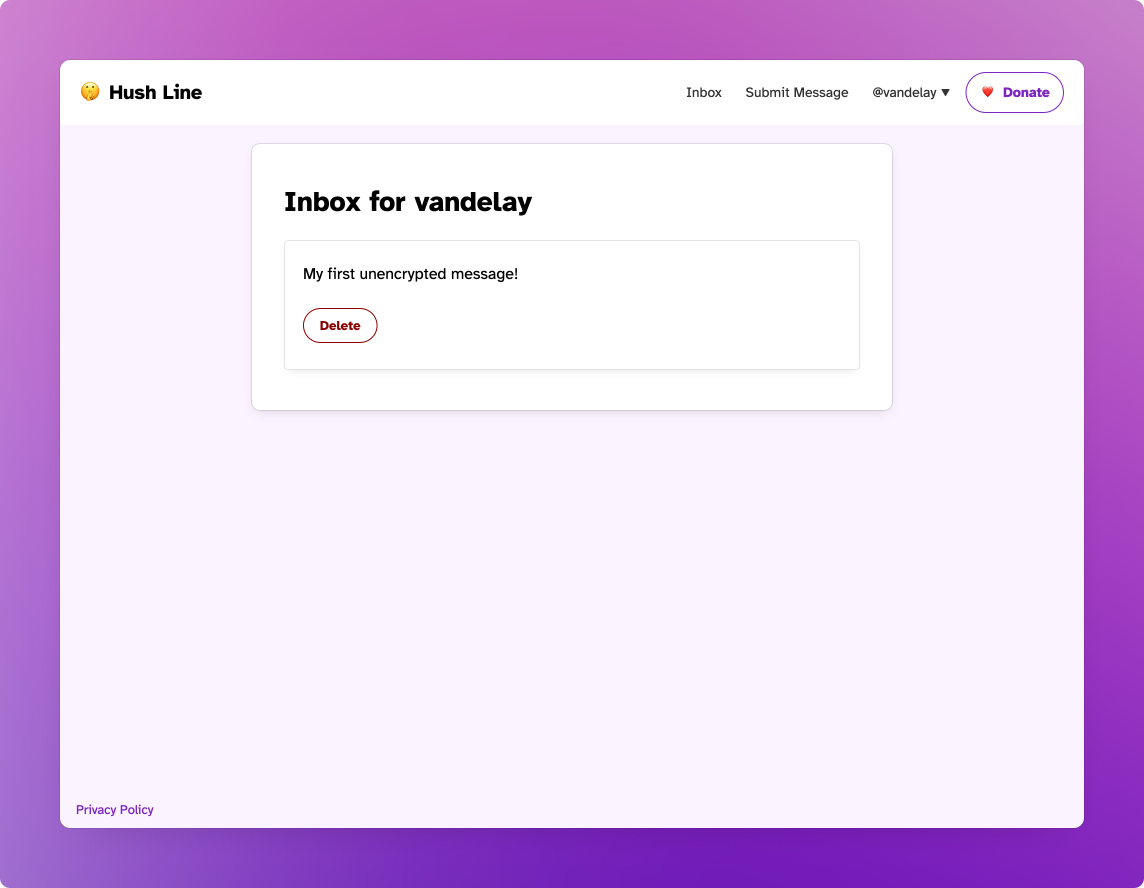 Hush Line
Inbox
Submit Message
@vandelay ▼
Donate
Inbox for vandelay
My first unencrypted message!
Delete
Privacy Policy